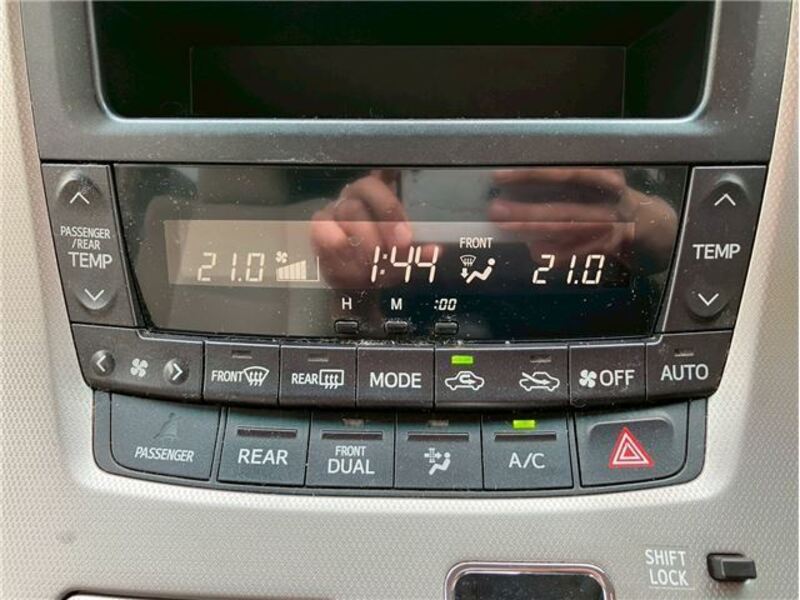 PASSENGER
/REAR
TEMP
21.0
1:44
FRONT
21.0
TEMP
H M :00
FRONT
REAR
MODE
OFF
AUTO
PASSENGER
REAR
FRONT
DUAL
A/C
SHIFT
LOCK